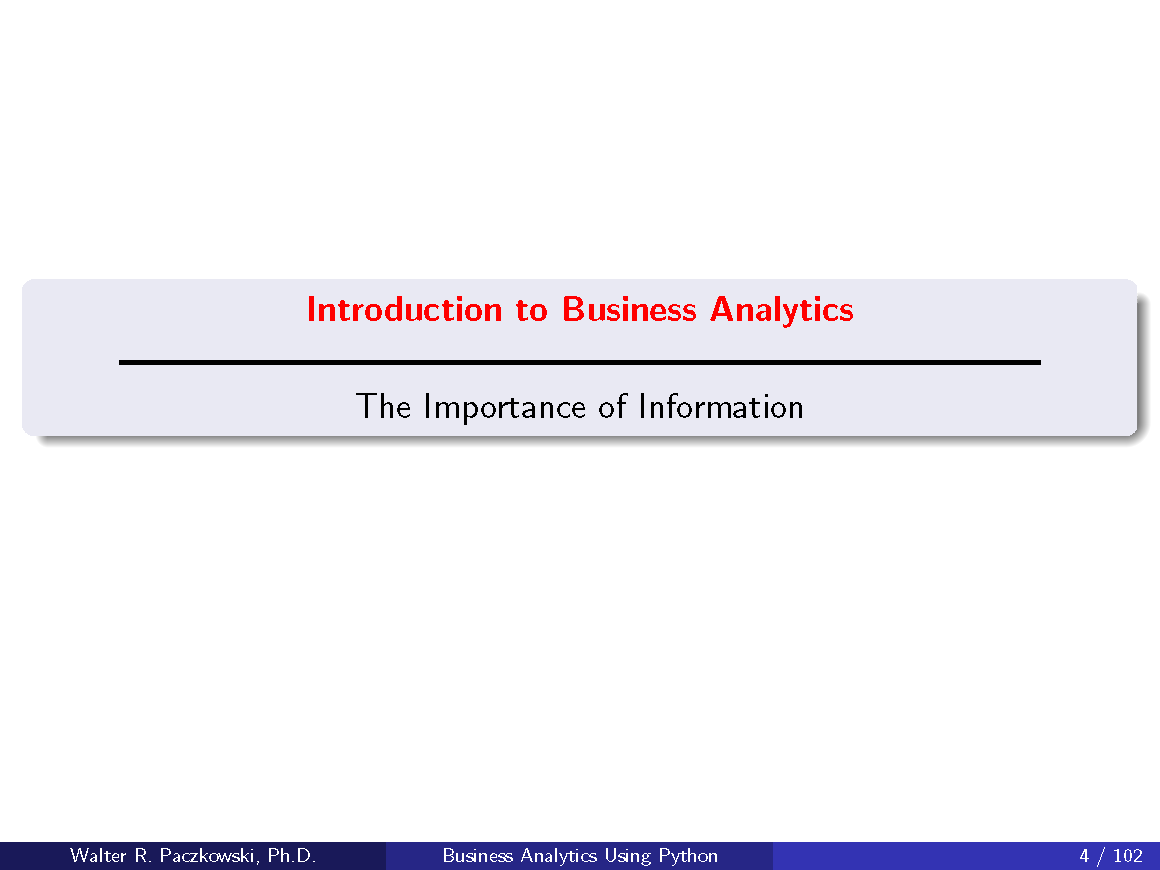 Introduction to Business Analytics
The Importance of Information
Walter R. Paczkowski, Ph.D.
Business Analytics Using Python
4 / 102